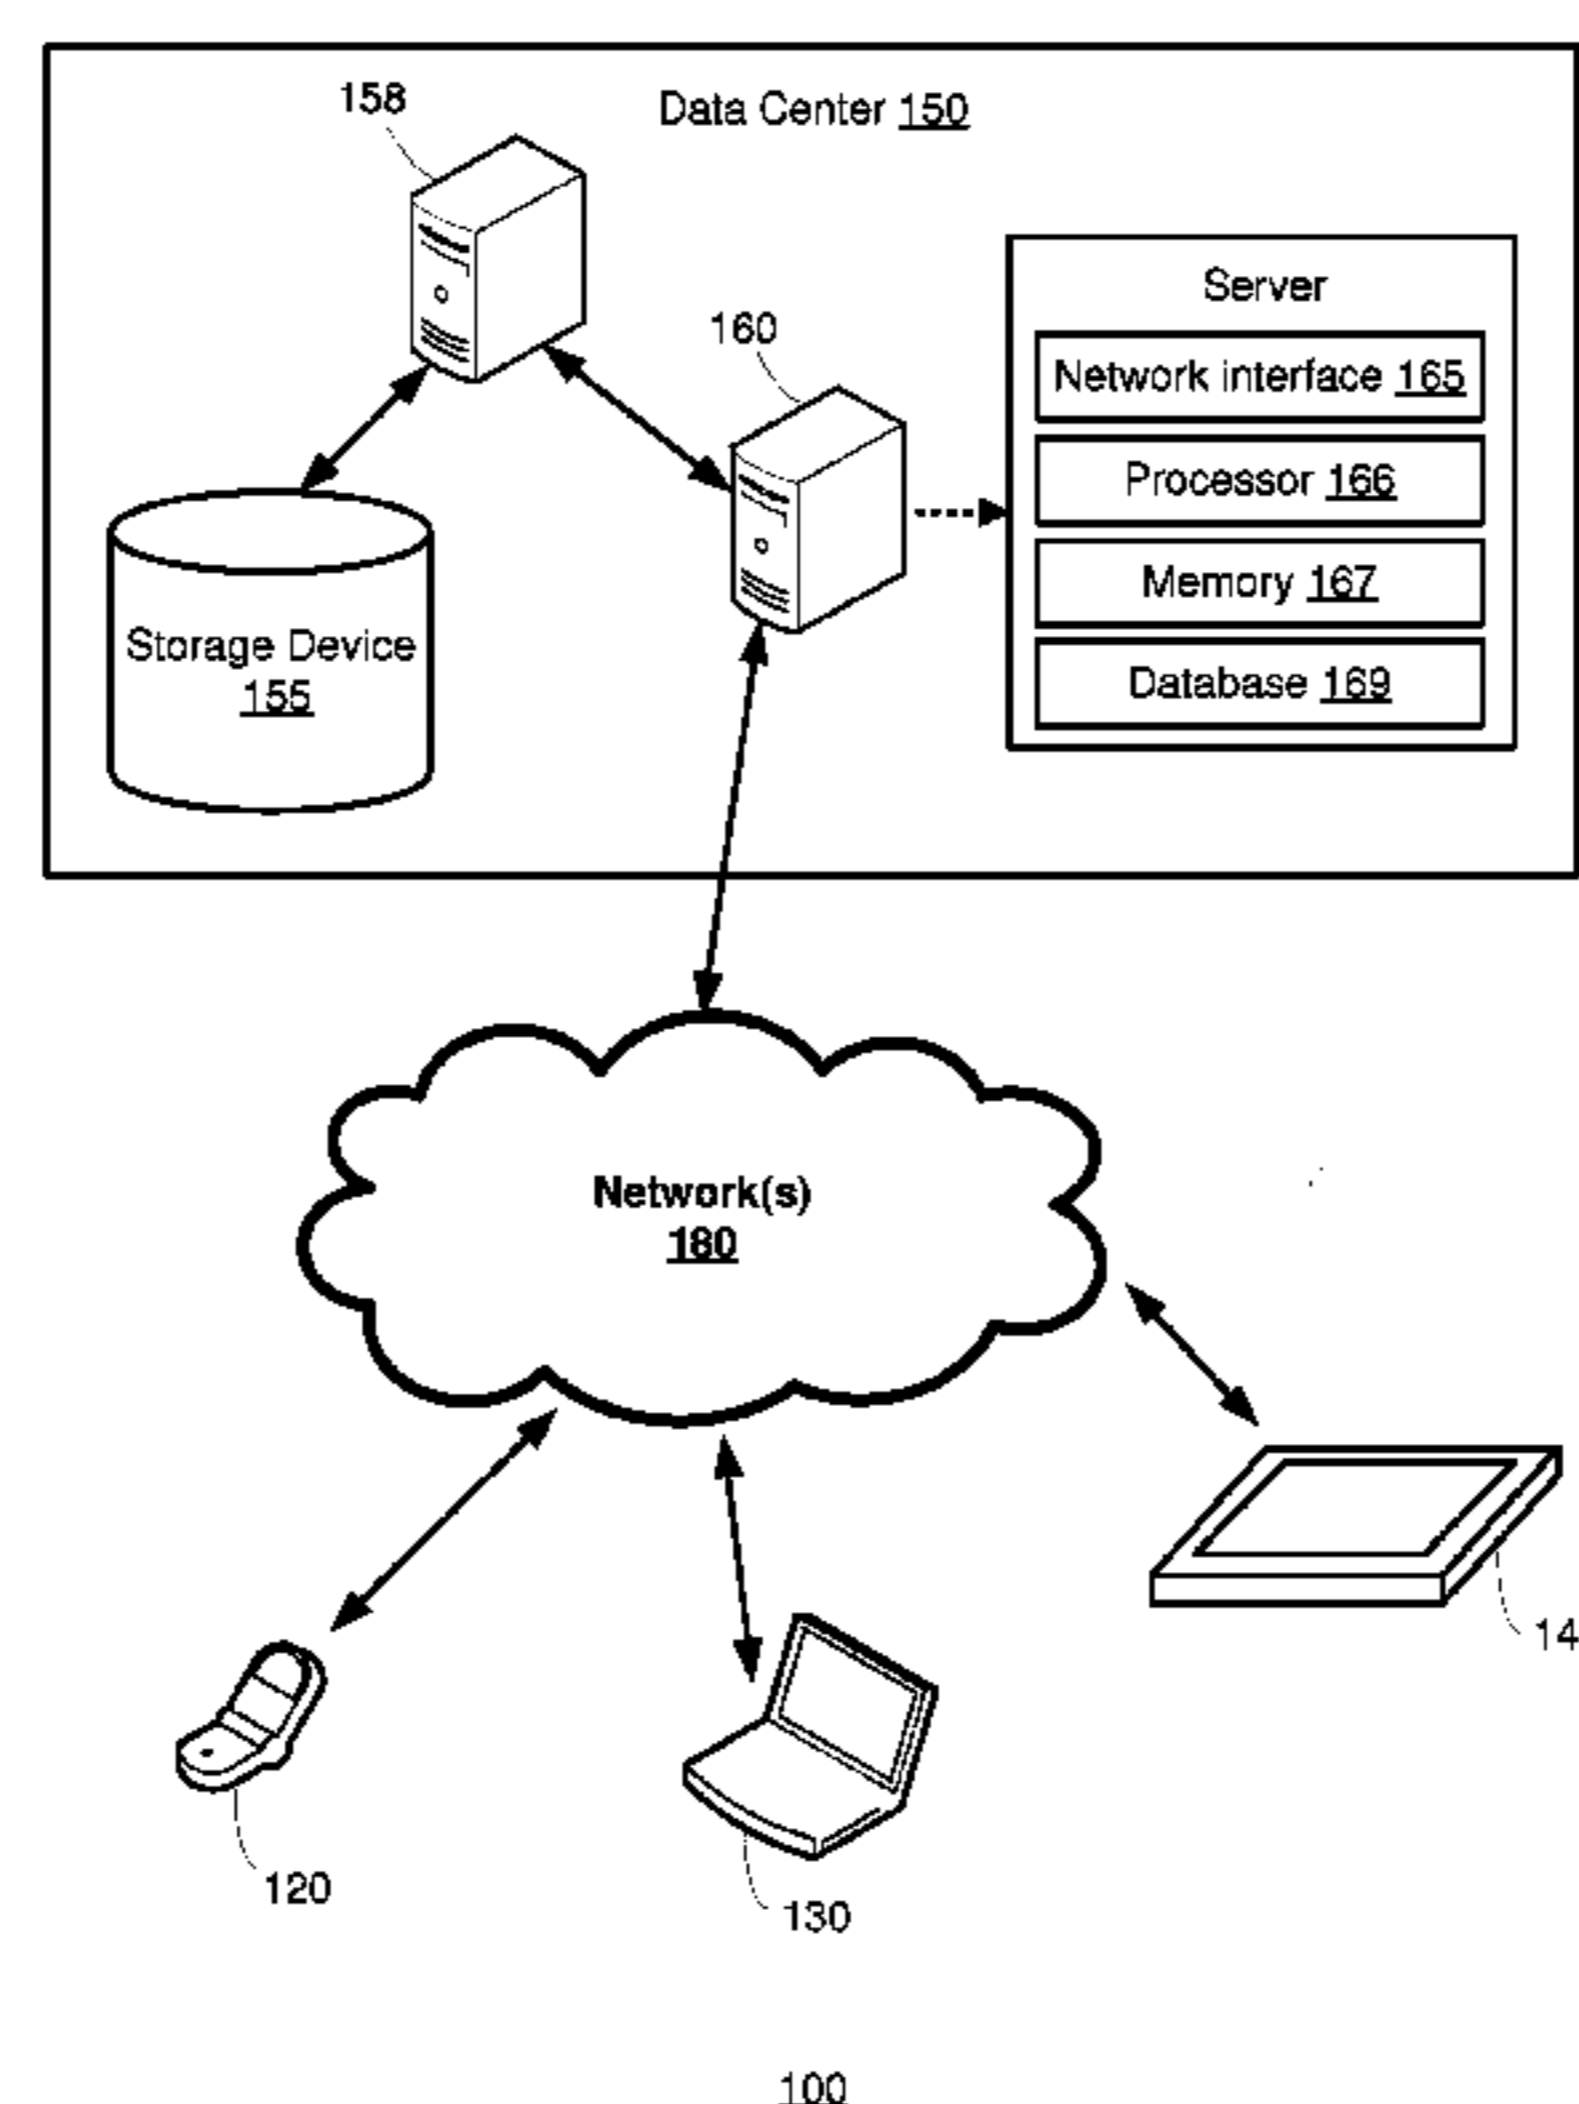 158
Data Center 150
Server
160
Network interface 165
Processor 166
Memory 167
Database 169
Storage Device
155
Network(s)
180
14
120
130
100